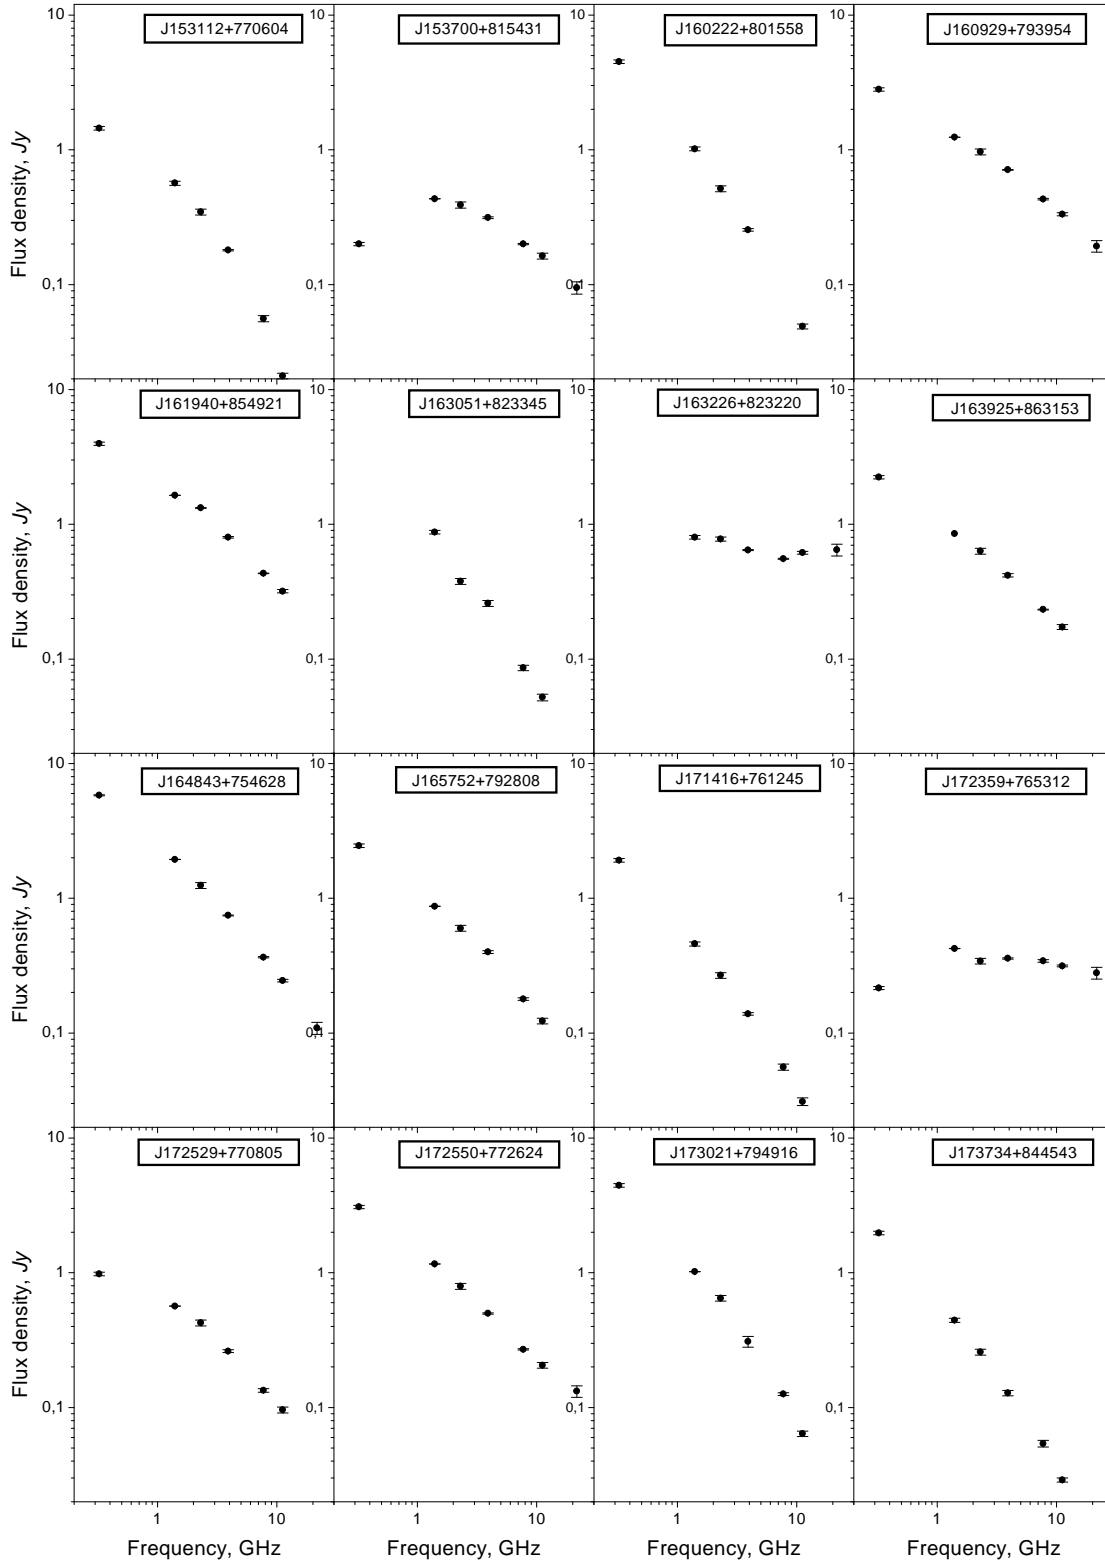 J153112+770604
J153700+815431
J160222+801558
J160929+793954
10
10
10
10
1
1
1
1
0,1
0,1
0,1
0,1
Flux density, Jy
J161940+854921
J163051+823345
J163226+823220
J163925+863153
10
10
10
10
1
1
1
1
0,1
0,1
0,1
0,1
Flux density, Jy
J164843+754628
J165752+792808
J171416+761245
J172359+765312
10
10
10
10
1
1
1
1
0,1
0,1
0,1
0,1
Flux density, Jy
J172529+770805
J172550+772624
J173021+794916
J173734+844543
10
10
10
10
1
1
1
1
0,1
0,1
0,1
0,1
Flux density, Jy
1 10
1 10
1 10
1 10
Frequency, GHz
Frequency, GHz
Frequency, GHz
Frequency, GHz